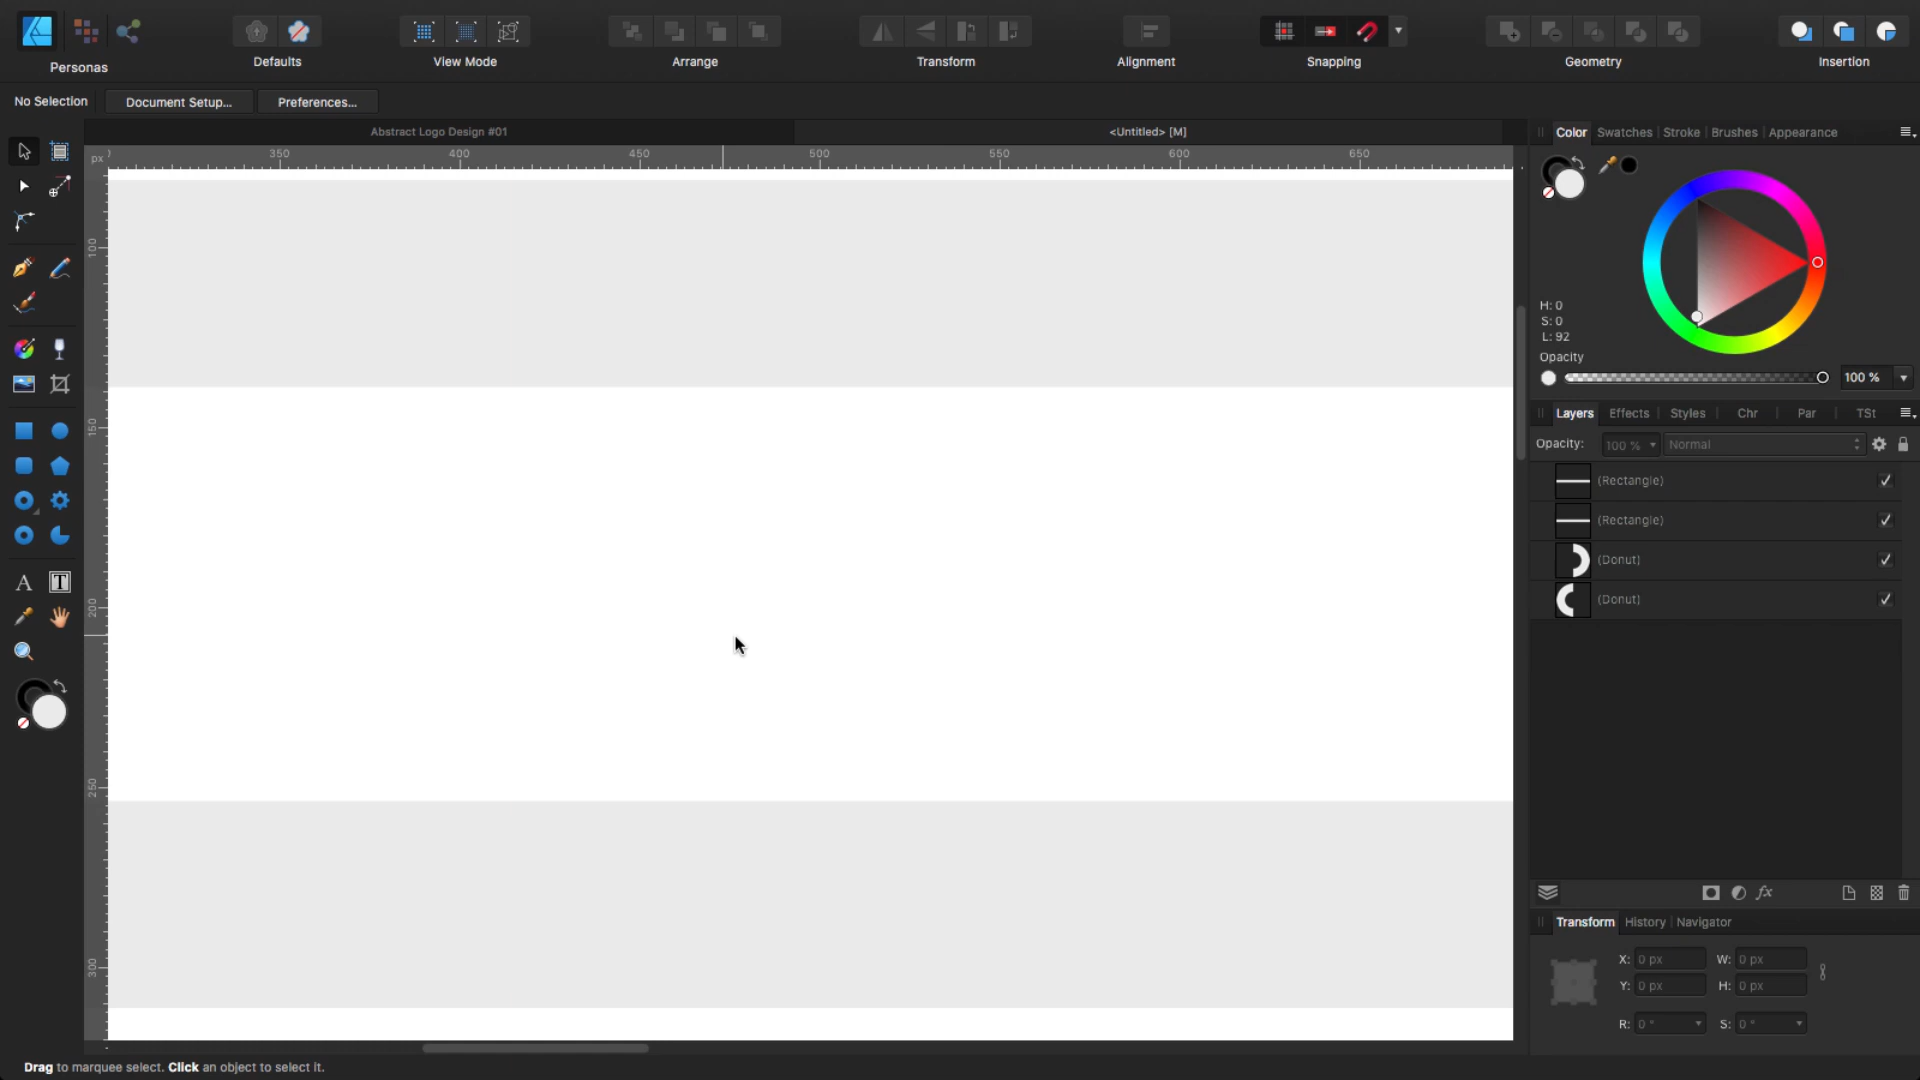 Personas
Defaults
View Mode
Arrange
Transform
Alignment
Snapping
Geometry
Insertion
No Selection
Document Setup...
Preferences...
Abstract Logo Design #01
<Untitled> [M]
px
350
400
450
500
550
600
650
100
150
200
250
300
A
T
Color
Swatches
Stroke
Brushes
Appearance
H: 0
S: 0
L: 92
Opacity
100 %
Layers
Effects
Styles
Chr
Par
TSt
Opacity:
100 %
Normal
(Rectangle)
(Rectangle)
(Donut)
(Donut)
fx
Transform
History
Navigator
X: 0 px
W: 0 px
Y: 0 px
H: 0 px
R: 0 °
S: 0 °
Drag to marquee select. Click an object to select it.